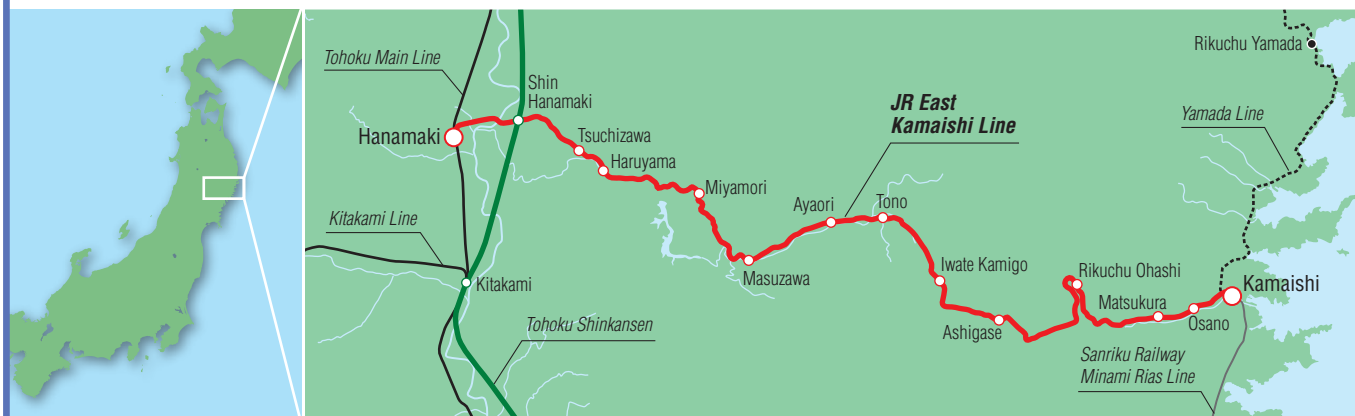 Tohoku Main Line
Shin
Hanamaki
Hanamaki
Tsuchizawa
Haruyama
Miyamori
Kitakami Line
Kitakami
Tohoku Shinkansen
Masuzawa
Ayaori
Tono
JR East
Kamaishi Line
Iwate Kamigo
Ashigase
Rikuchu Ohashi
Matsukura
Osano
Kamaishi
Rikuchu Yamada
Yamada Line
Sanriku Railway
Minami Rias Line